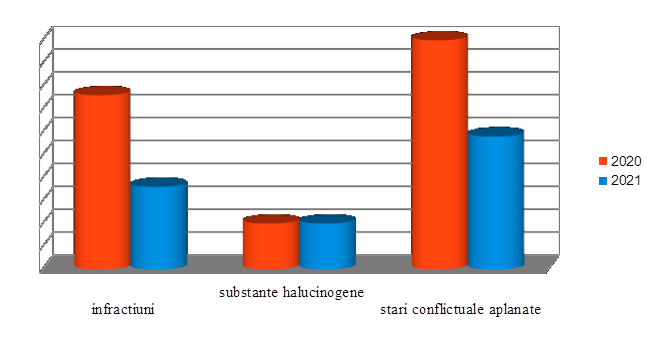 2020
2021
substante halucinogene
infractiuni
stari conflictuale aplanate